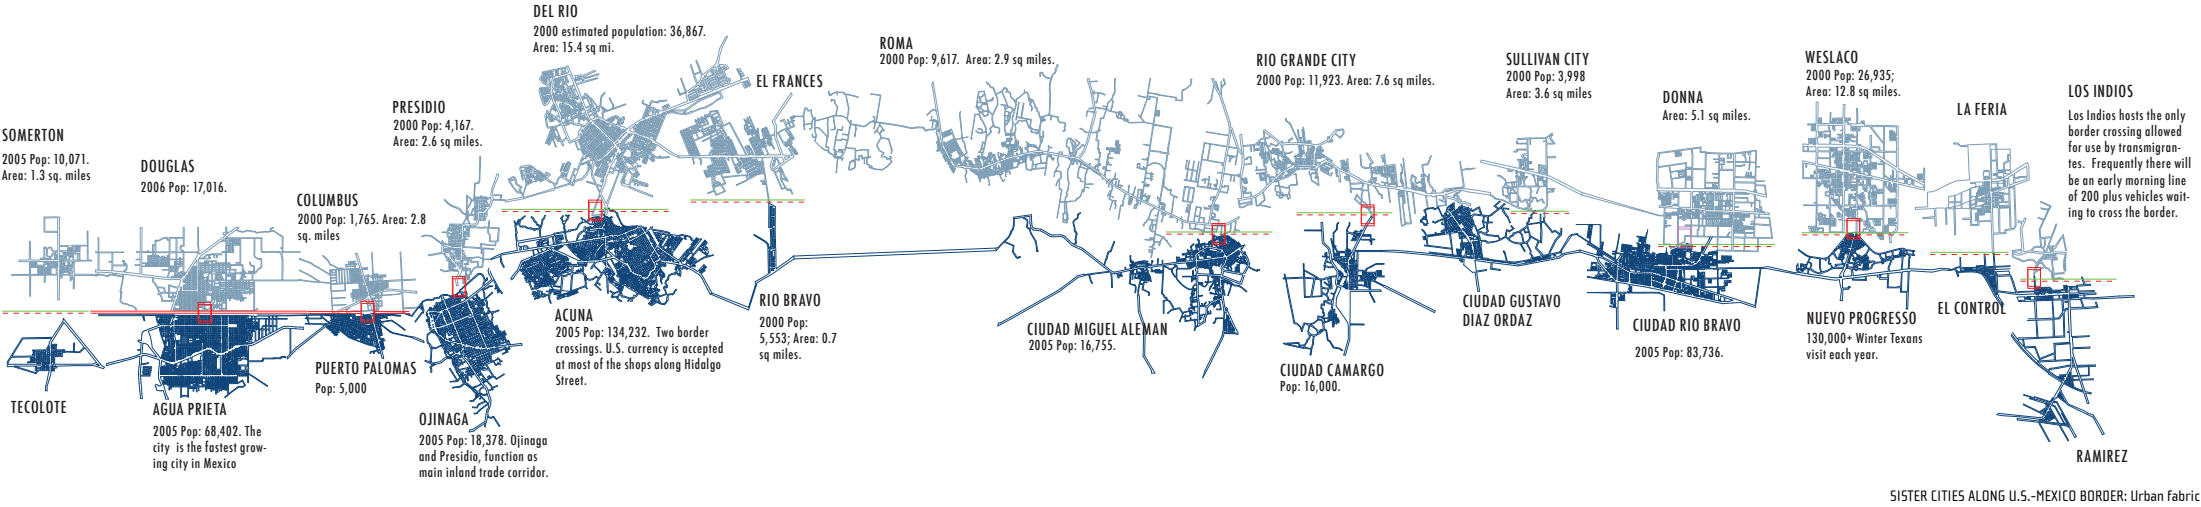 SOMERTON
2005 Pop: 10,071.
Area: 1.3 sq. miles
DOUGLAS
2006 Pop: 17,016.
COLUMBUS
2000 Pop: 1,765. Area: 2.8
sq. miles
PRESIDIO
2000 Pop: 4,167.
Area: 2.6 sq miles.
DEL RIO
2000 estimated population: 36,867.
Area: 15.4 sq mi.
EL FRANCES
ROMA
2000 Pop: 9,617. Area: 2.9 sq miles.
RIO GRANDE CITY
2000 Pop: 11,923. Area: 7.6 sq miles.
SULLIVAN CITY
2000 Pop: 3,998
Area: 3.6 sq miles
DONNA
Area: 5.1 sq miles.
WESLACO
2000 Pop: 26,935;
Area: 12.8 sq miles.
LA FERIA
LOS INDIOS
Los Indios hosts the only
border crossing allowed
for use by transmigran-
tes. Frequently there will
be an early morning line
of 200 plus vehicles wait-
ing to cross the border.
TECOLOTE
AGUA PRIETA
2005 Pop: 68,402. The
city is the fastest grow-
ing city in Mexico
PUERTO PALOMAS
Pop: 5,000
OJINAGA
2005 Pop: 18,378. Ojinaga
and Presidio, function as
main inland trade corridor.
ACUNA
2005 Pop: 134,232. Two border
crossings. U.S. currency is accepted
at most of the shops along Hidalgo
Street.
RIO BRAVO
2000 Pop:
5,553; Area: 0.7
sq miles.
CIUDAD MIGUEL ALEMAN
2005 Pop: 16,755.
CIUDAD CAMARGO
Pop: 16,000.
CIUDAD GUSTAVO
DIAZ ORDAZ
CIUDAD RIO BRAVO
2005 Pop: 83,736.
NUEVO PROGRESSO
130,000+ Winter Texans
visit each year.
EL CONTROL
RAMIREZ
SISTER CITIES ALONG U.S.-MEXICO BORDER: Urban Fabric